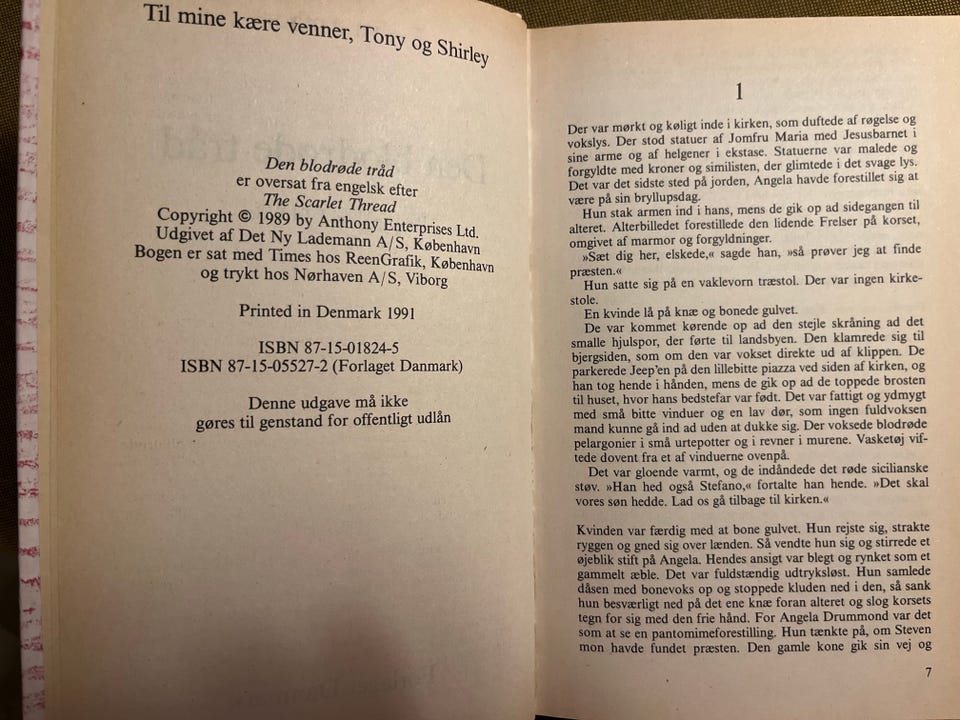 Til mine kære venner, Tony og Shirley
Den blodrøde tråd
er oversat fra engelsk efter
The Scarlet Thread
Copyright © 1989 by Anthony Enterprises Ltd.
Udgivet af Det Ny Lademann A/S, København
Bogen er sat med Times hos ReenGrafik, København
og trykt hos Nørhaven A/S, Viborg
Printed in Denmark 1991
ISBN 87-15-01824-5
ISBN 87-15-05527-2 (Forlaget Danmark)
Denne udgave må ikke
gøres til genstand for offentligt udlån
1
Der var mørkt og køligt inde i kirken, som duftede af røgelse og
vokslys. Der stod statuer af Jomfru Maria med Jesusbarnet i
sine arme og af helgener i ekstase. Statuerne var malede og
forgyldte med kroner og similisten, der glimtede i det svage lys.
Det var det sidste sted på jorden, Angela havde forestillet sig at
være på sin bryllupsdag.
Hun stak armen ind i hans, mens de gik op ad sidegangen til
alteret. Alterbilledet forestillede den lidende Frelser på korset,
omgivet af marmor og forgyldninger.
»Sæt dig her, elskede,« sagde han, »så prøver jeg at finde
præsten.«
Hun satte sig på en vaklevorn træstol. Der var ingen kirke-
stole.
En kvinde lå på knæ og bonede gulvet.
De var kommet kørende op ad den stejle skråning ad det
smalle hjulspor, der førte til landsbyen. Den klamrede sig til
bjergsiden, som om den var vokset direkte ud af klippen. De
parkerede Jeep'en på den lillebitte piazza ved siden af kirken, og
han tog hende i hånden, mens de gik op ad de toppede brosten
til huset, hvor hans bedstefar var født. Det var fattigt og ydmygt
med små bitte vinduer og en lav dør, som ingen fuldvoksen
mand kunne gå ind ad uden at dukke sig. Der voksede blodrøde
pelargonier i små urtepotter og i revner i murene. Vasketøj vif-
tede dovent fra et af vinduerne ovenpå.
Det var gloende varmt, og de indåndede det røde sicilianske
støv. »Han hed også Stefano,« fortalte han hende. »Det skal
vores søn hedde. Lad os gå tilbage til kirken.«
Kvinden var færdig med at bone gulvet. Hun rejste sig, strakte
ryggen og gned sig over lænden. Så vendte hun sig og stirrede et
øjeblik stift på Angela. Hendes ansigt var blegt og rynket som et
gammelt æble. Det var fuldstændig udtryksløst. Hun samlede
dåsen med bonevoks op og stoppede kluden ned i den, så sank
hun besværligt ned på det ene knæ foran alteret og slog korsets
tegn for sig med den frie hånd. For Angela Drummond var det
som at se en pantomimeforestilling. Hun tænkte på, om Steven
mon havde fundet præsten. Den gamle kone gik sin vej og
7